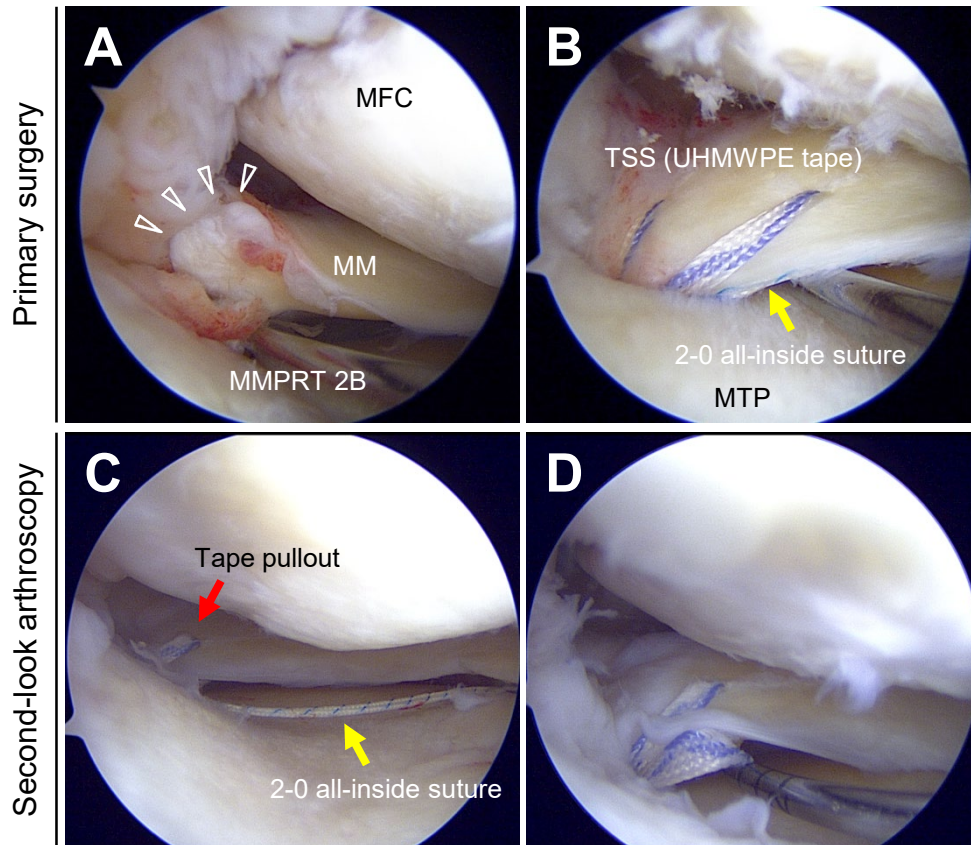 Primary surgery
A
MFC
MM
MMPRT 2B
B
TSS (UHMWPE tape)
2-0 all-inside suture
MTP
Second-look arthroscopy
C
Tape pullout
2-0 all-inside suture
D